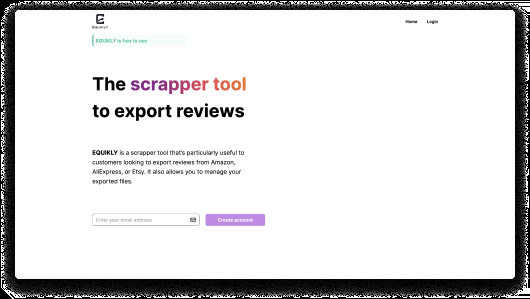 EQUIKLY
Home Login
EQUIKLY is free to use
The scrapper tool
to export reviews
EQUIKLY is a scrapper tool that's particularly useful to
customers looking to export reviews from Amazon,
AliExpress, or Etsy. it also allows you to manage your
exported files.
Enter your email address
Create account